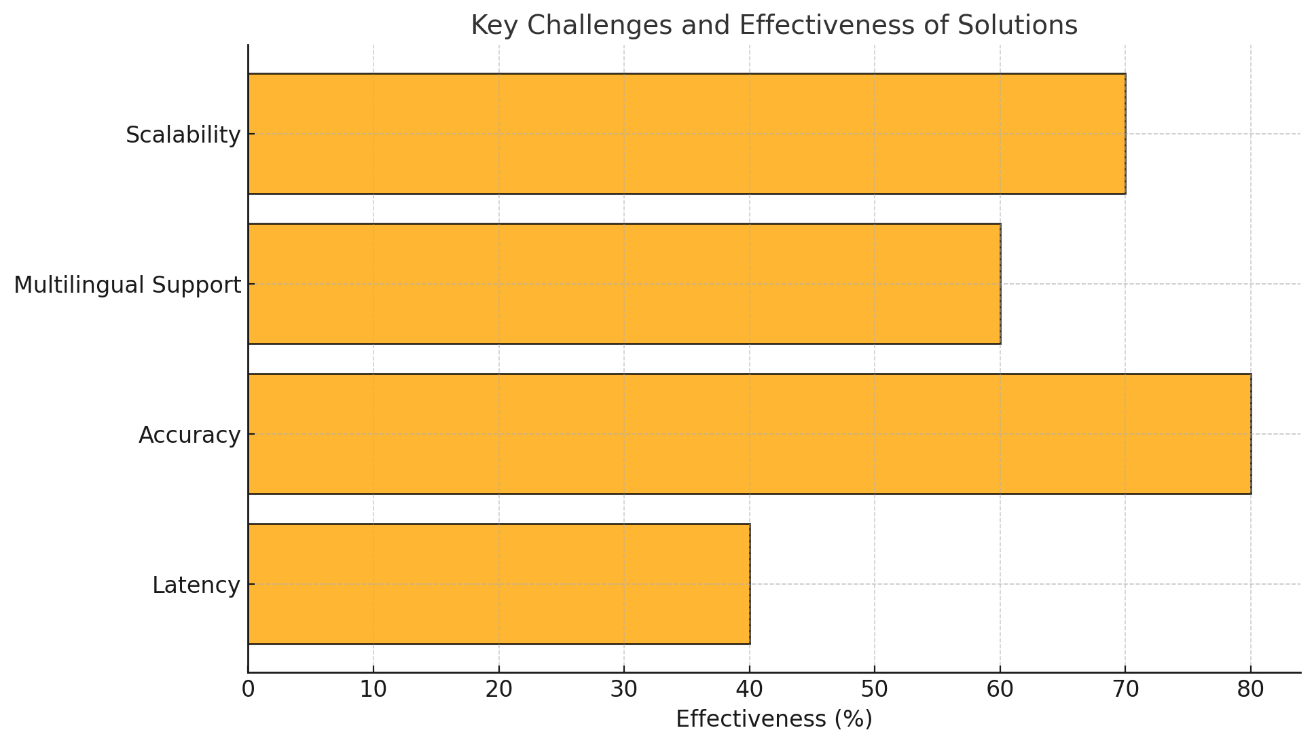 Key Challenges and Effectiveness of Solutions
Scalability
Multilingual Support
Accuracy
Latency
0 10 20 30 40 50 60 70 80
Effectiveness (%)